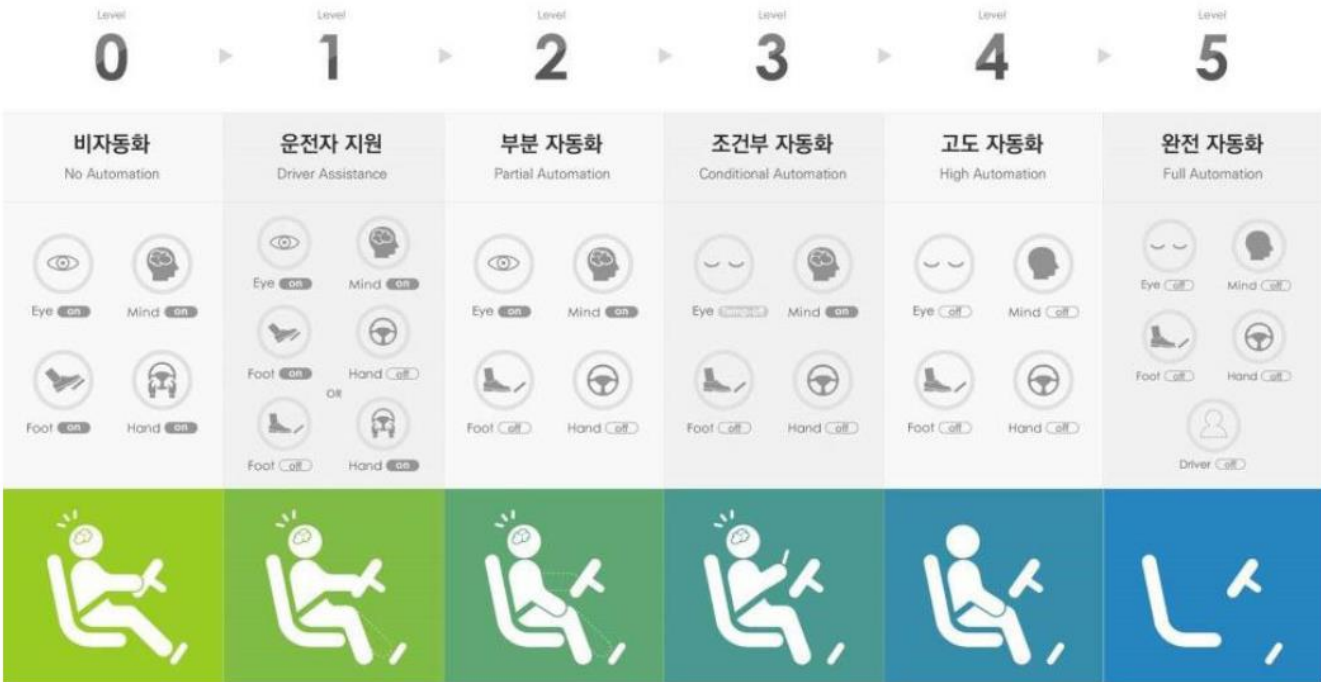 Level
0
Level
1
Level
2
Level
3
Level
4
Level
5
비자동화
No Automation
운전자 지원
Driver Assistance
부분 자동화
Partial Automation
조건부 자동화
Conditional Automation
고도 자동화
High Automation
완전 자동화
Full Automation
Eye on Mind on
Foot on Hand on
Eye on Mind on
Foot on Hand off
OR
Foot off Hand on
Eye on Mind on
Foot off Hand off
Eye Temp.off Mind on
Foot off Hand off
Eye off Mind off
Foot off Hand off
Eye off Mind off
Foot off Hand off
Driver off